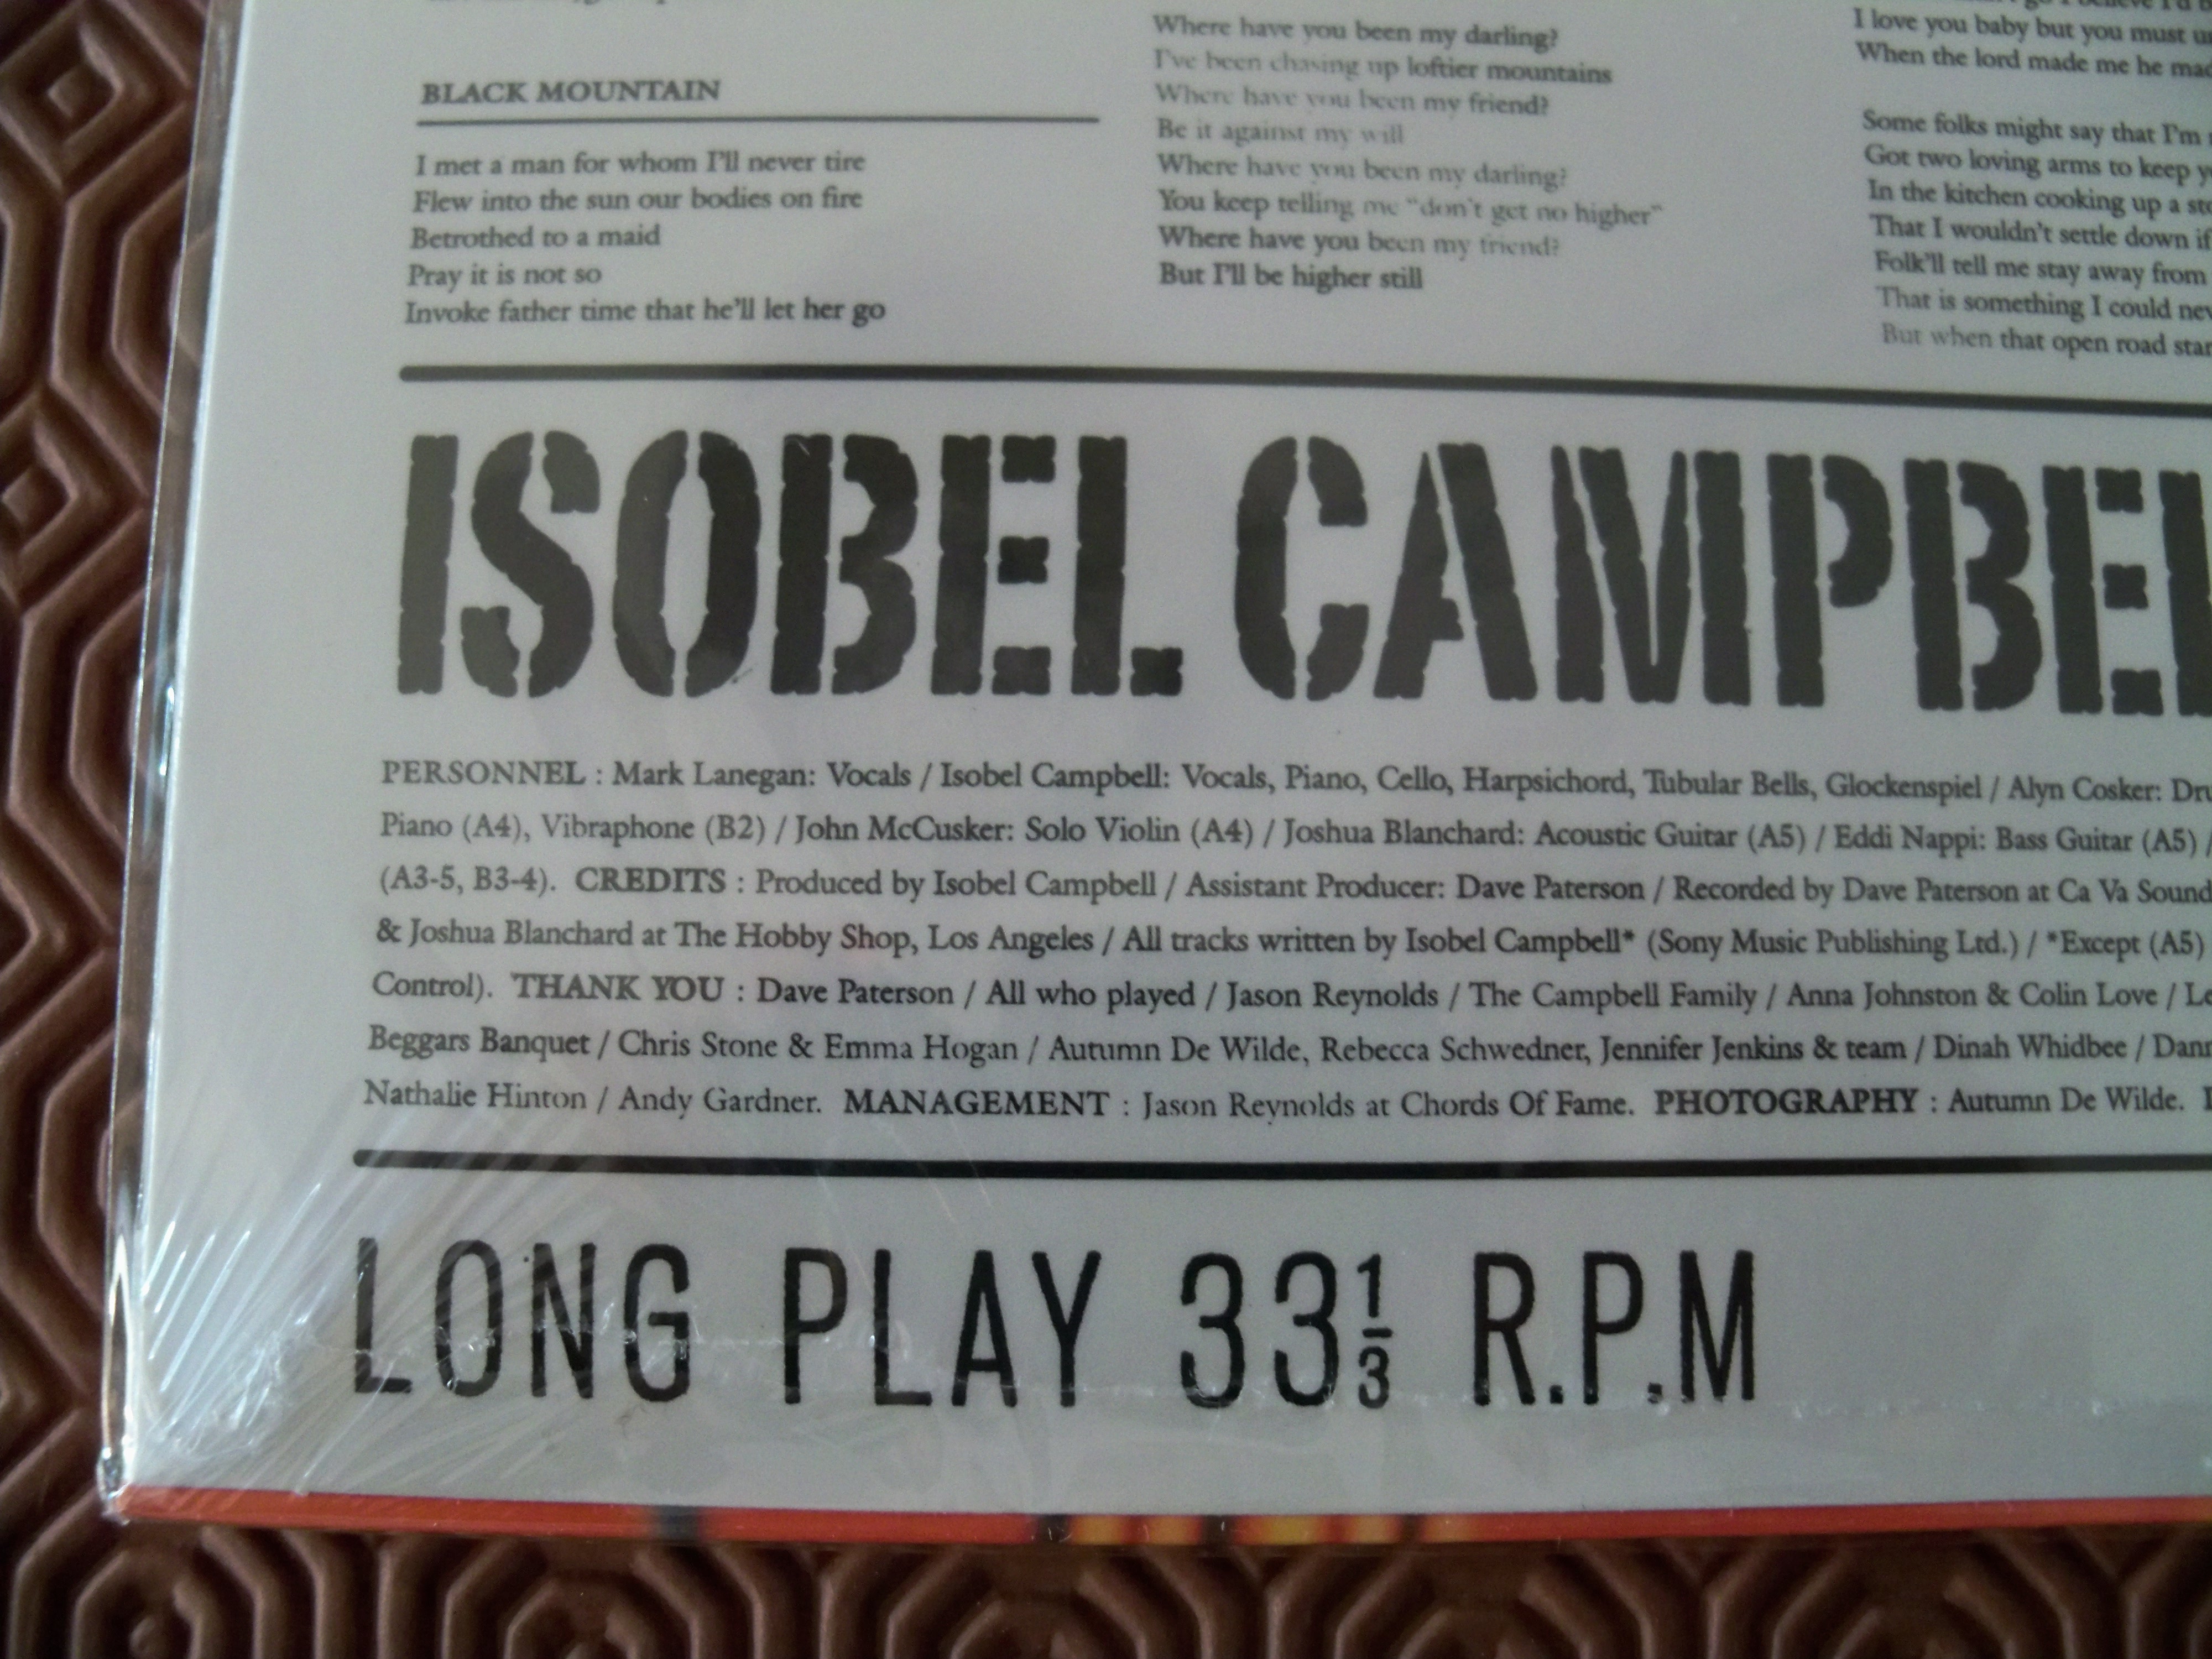 BLACK MOUNTAIN
I met a man for whom I'll never tire
Flew into the sun our bodies on fire
Betrothed to a maid
Pray it is not so
Invoke father time that he'll let her go
Where have you been my darling?
I've been chasing up loftier mountains
Where have you been my friend?
Be it against my will
Where have you been my darling?
You keep telling me "don't get no higher"
Where have you been my friend?
But I'll be higher still
I love you baby but you must
When the lord made me he
Some folks might say that I'm
Got two loving arms to keep
In the kitchen cooking up a
That I wouldn't settle down if
Folk'll tell me stay away from
That is something I could
But when that open road
ISOBEL CAMPBEL
PERSONNEL : Mark Lanegan: Vocals / Isobel Campbell: Vocals, Piano, Cello, Harpsichord, Tubular Bells, Glockenspiel / Alyn Cosker: Dru
Piano (A4), Vibraphone (B2) / John McCusker: Solo Violin (A4) / Joshua Blanchard: Acoustic Guitar (A5) / Eddi Nappi: Bass Guitar (A5) /
(A3-5, B3-4). CREDITS : Produced by Isobel Campbell / Assistant Producer: Dave Paterson / Recorded by Dave Paterson at Ca Va Sound
& Joshua Blanchard at The Hobby Shop, Los Angeles / All tracks written by Isobel Campbell* (Sony Music Publishing Ltd.) / *Except (A5)
Control). THANK YOU : Dave Paterson / All who played / Jason Reynolds / The Campbell Family / Anna Johnston & Colin Love / Le
Beggars Banquet / Chris Stone & Emma Hogan / Autumn De Wilde, Rebecca Schwedner, Jennifer Jenkins & team / Dinah Whidbee / Dann
Nathalie Hinton / Andy Gardner. MANAGEMENT : Jason Reynolds at Chords Of Fame. PHOTOGRAPHY : Autumn De Wilde.
LONG PLAY 33⅓ R.P.M